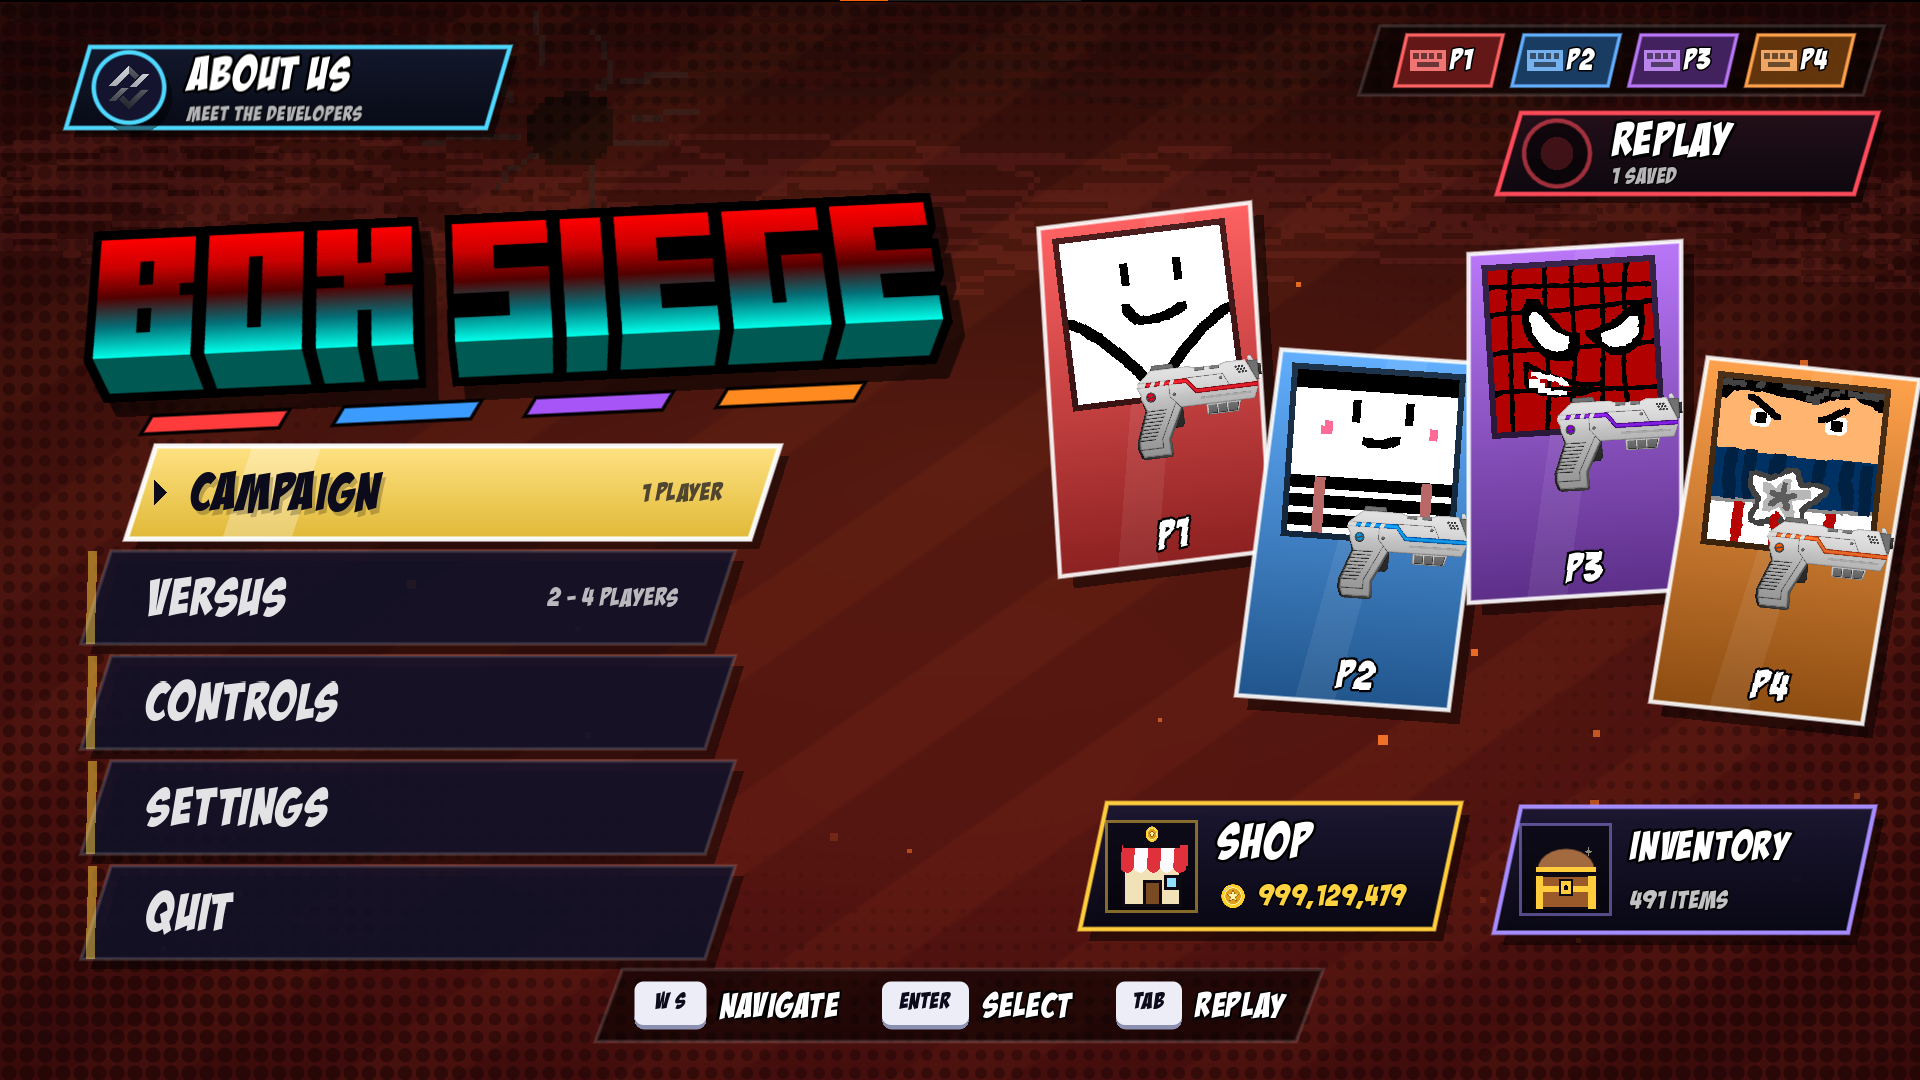 ABOUT US
MEET THE DEVELOPERS
P1
P2
P3
P4
REPLAY
1 SAVED
BOX SIEGE
CAMPAIGN
1 PLAYER
VERSUS
2 - 4 PLAYERS
CONTROLS
SETTINGS
QUIT
P1
P2
P3
P4
SHOP
999,129,479
INVENTORY
491 ITEMS
W S NAVIGATE ENTER SELECT TAB REPLAY